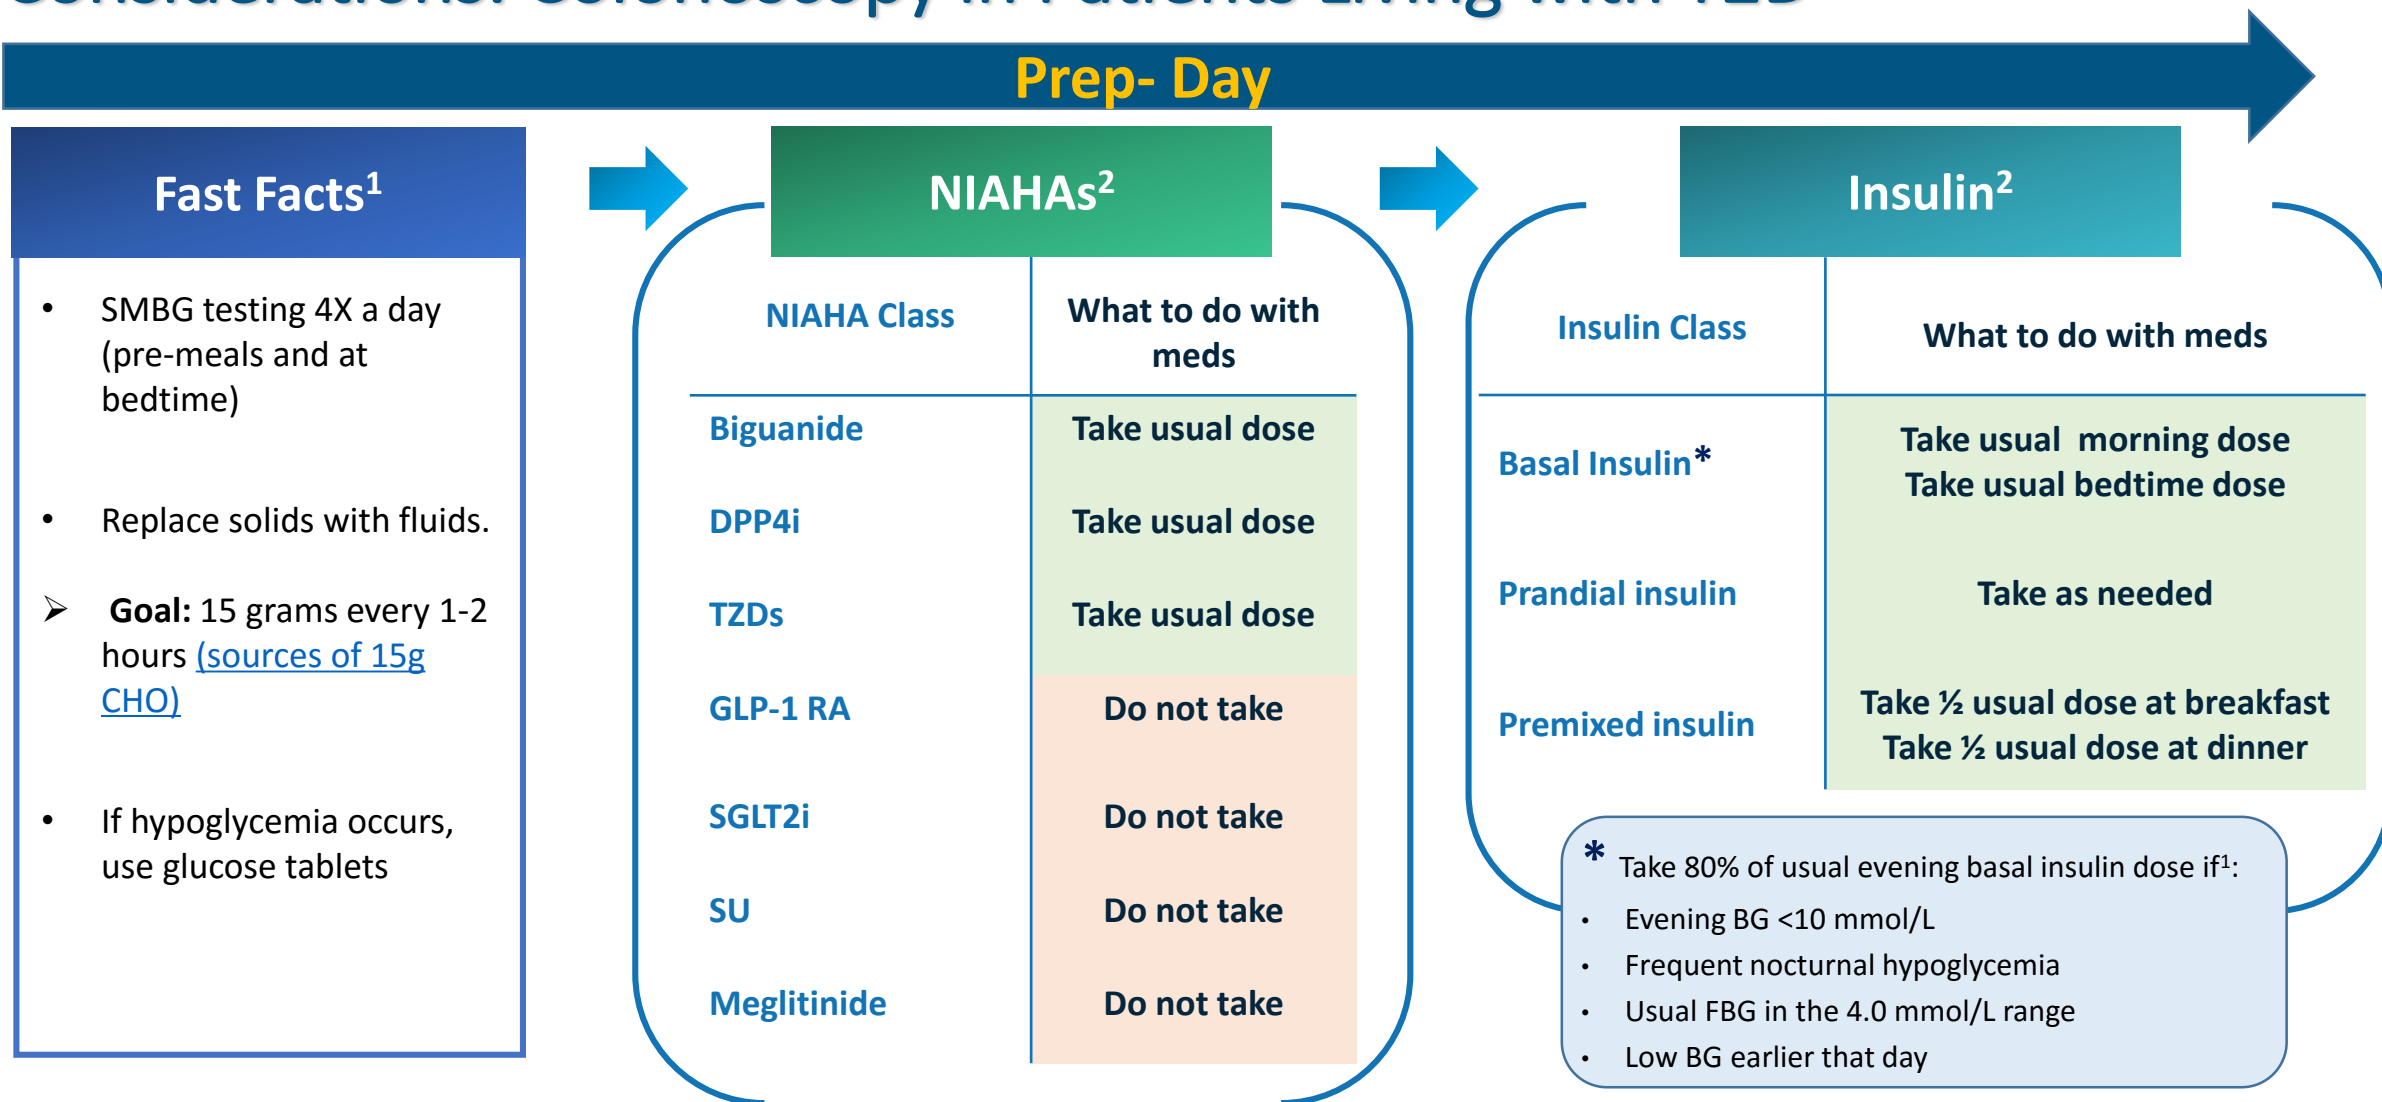 Considerations: Colonoscopy in Patients Living with T2D
Prep- Day
Fast Facts¹
• SMBG testing 4X a day
(pre-meals and at
bedtime)
• Replace solids with fluids.
➢ Goal: 15 grams every 1-2
hours (sources of 15g
CHO)
• If hypoglycemia occurs,
use glucose tablets
NIAHAs²
NIAHA Class
What to do with
meds
Biguanide
Take usual dose
DPP4i
Take usual dose
TZDs
Take usual dose
GLP-1 RA
Do not take
SGLT2i
Do not take
SU
Do not take
Meglitinide
Do not take
Insulin²
Insulin Class
What to do with meds
Basal Insulin*
Take usual morning dose
Take usual bedtime dose
Prandial insulin
Take as needed
Premixed insulin
Take ½ usual dose at breakfast
Take ½ usual dose at dinner
* Take 80% of usual evening basal insulin dose if¹:
• Evening BG <10 mmol/L
• Frequent nocturnal hypoglycemia
• Usual FBG in the 4.0 mmol/L range
• Low BG earlier that day